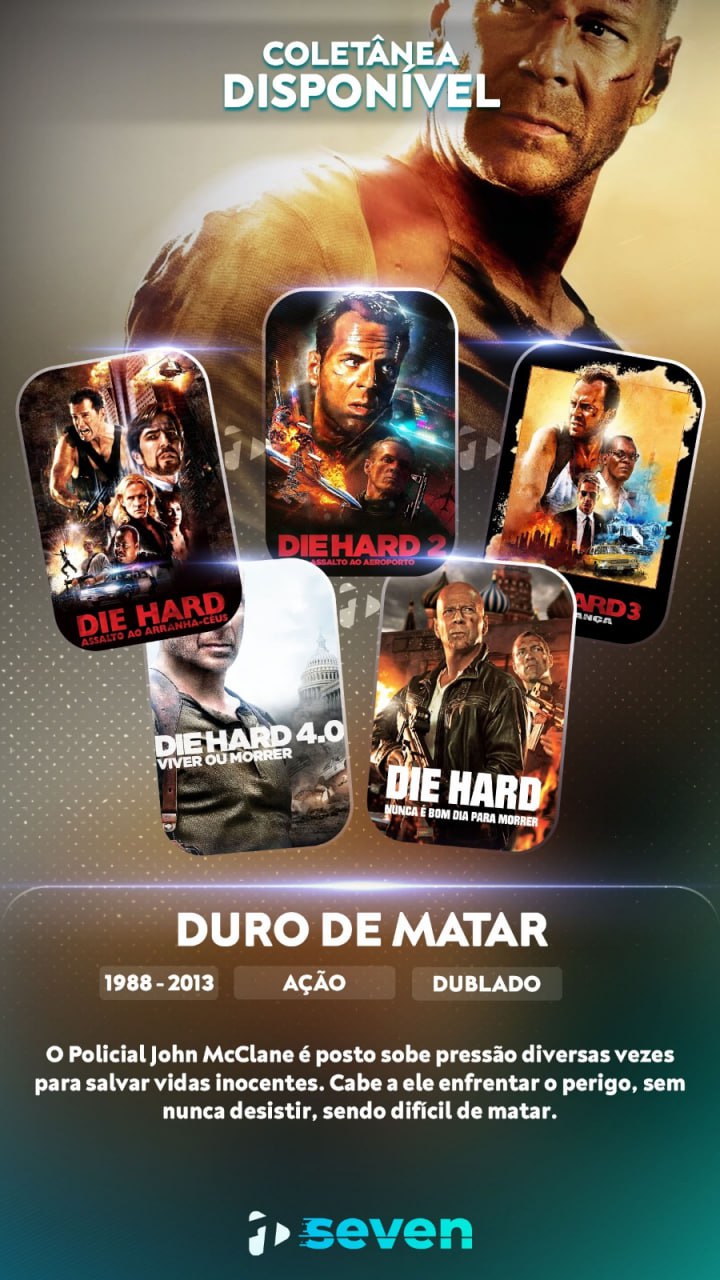 COLETÂNEA
DISPONÍVEL
DIE HARD
ASSALTO AO ARRANHA-CEUS
DIE HARD 2
ASSALTO AO AEROPORTO
ARD 3
ANÇA
DIE HARD 4.0
VIVER OU MORRER
DIE HARD
NUNCA É BOM DIA PARA MORRER
DURO DE MATAR
1988 - 2013
AÇÃO
DUBLADO
O Policial John McClane é posto sobe pressão diversas vezes
para salvar vidas inocentes. Cabe a ele enfrentar o perigo, sem
nunca desistir, sendo difícil de matar.
seven